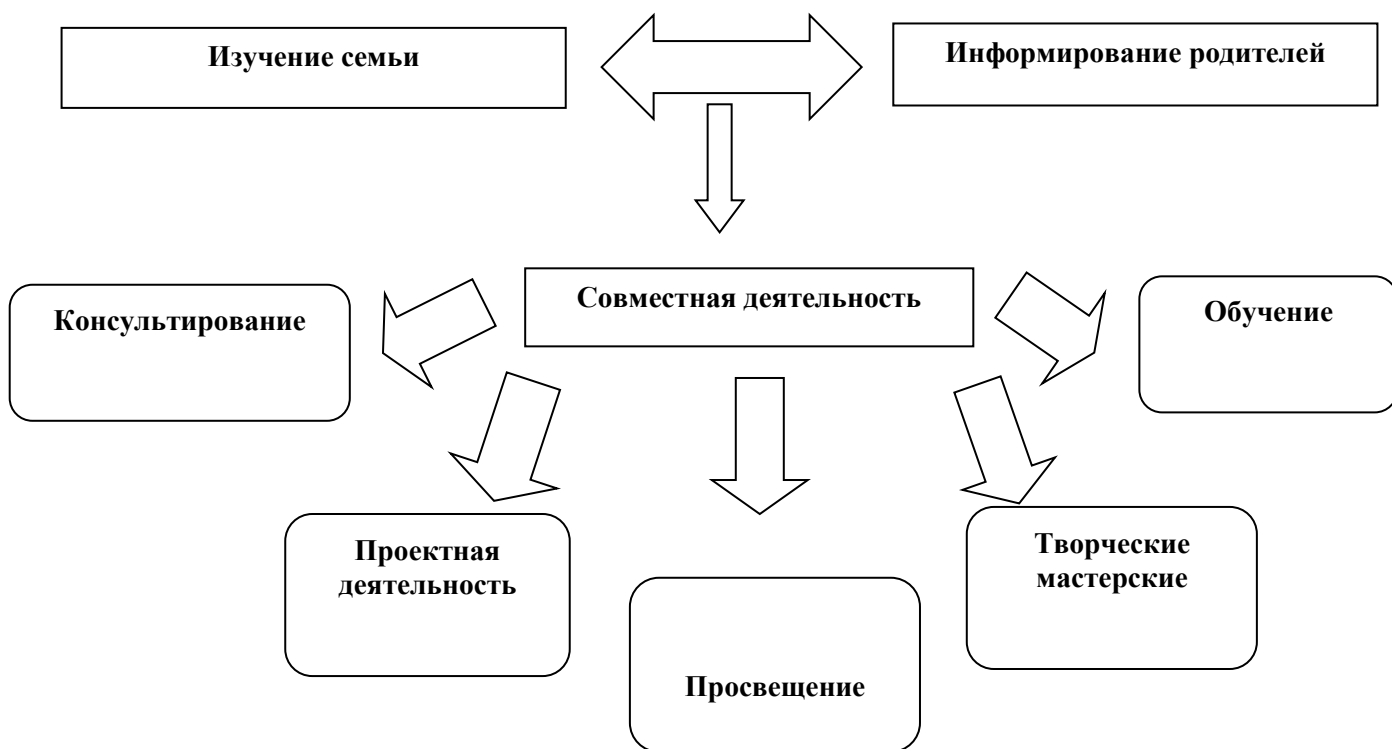 Изучение семьи
Информирование родителей
Совместная деятельность
Консультирование
Обучение
Проектная
деятельность
Творческие
мастерские
Просвещение